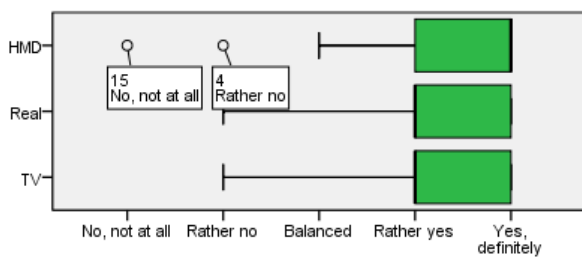 HMD
15
No, not at all
4
Rather no
Real
TV
No, not at all
Rather no
Balanced
Rather yes
Yes,
definitely